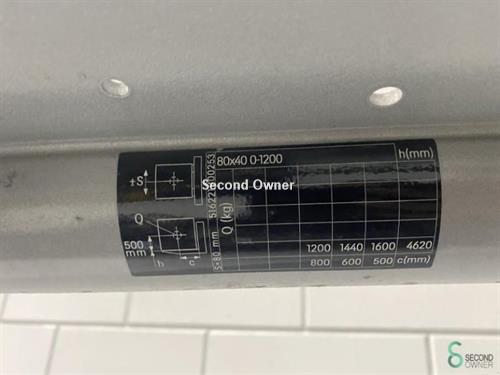 80x40 0-1200
h(mm)
±S
Second Owner
Q
Q (kg)
500
mm
h
c
S=80 mm
1200 1440 1600 4620
800 600 500 c(mm)
SECOND
OWNER